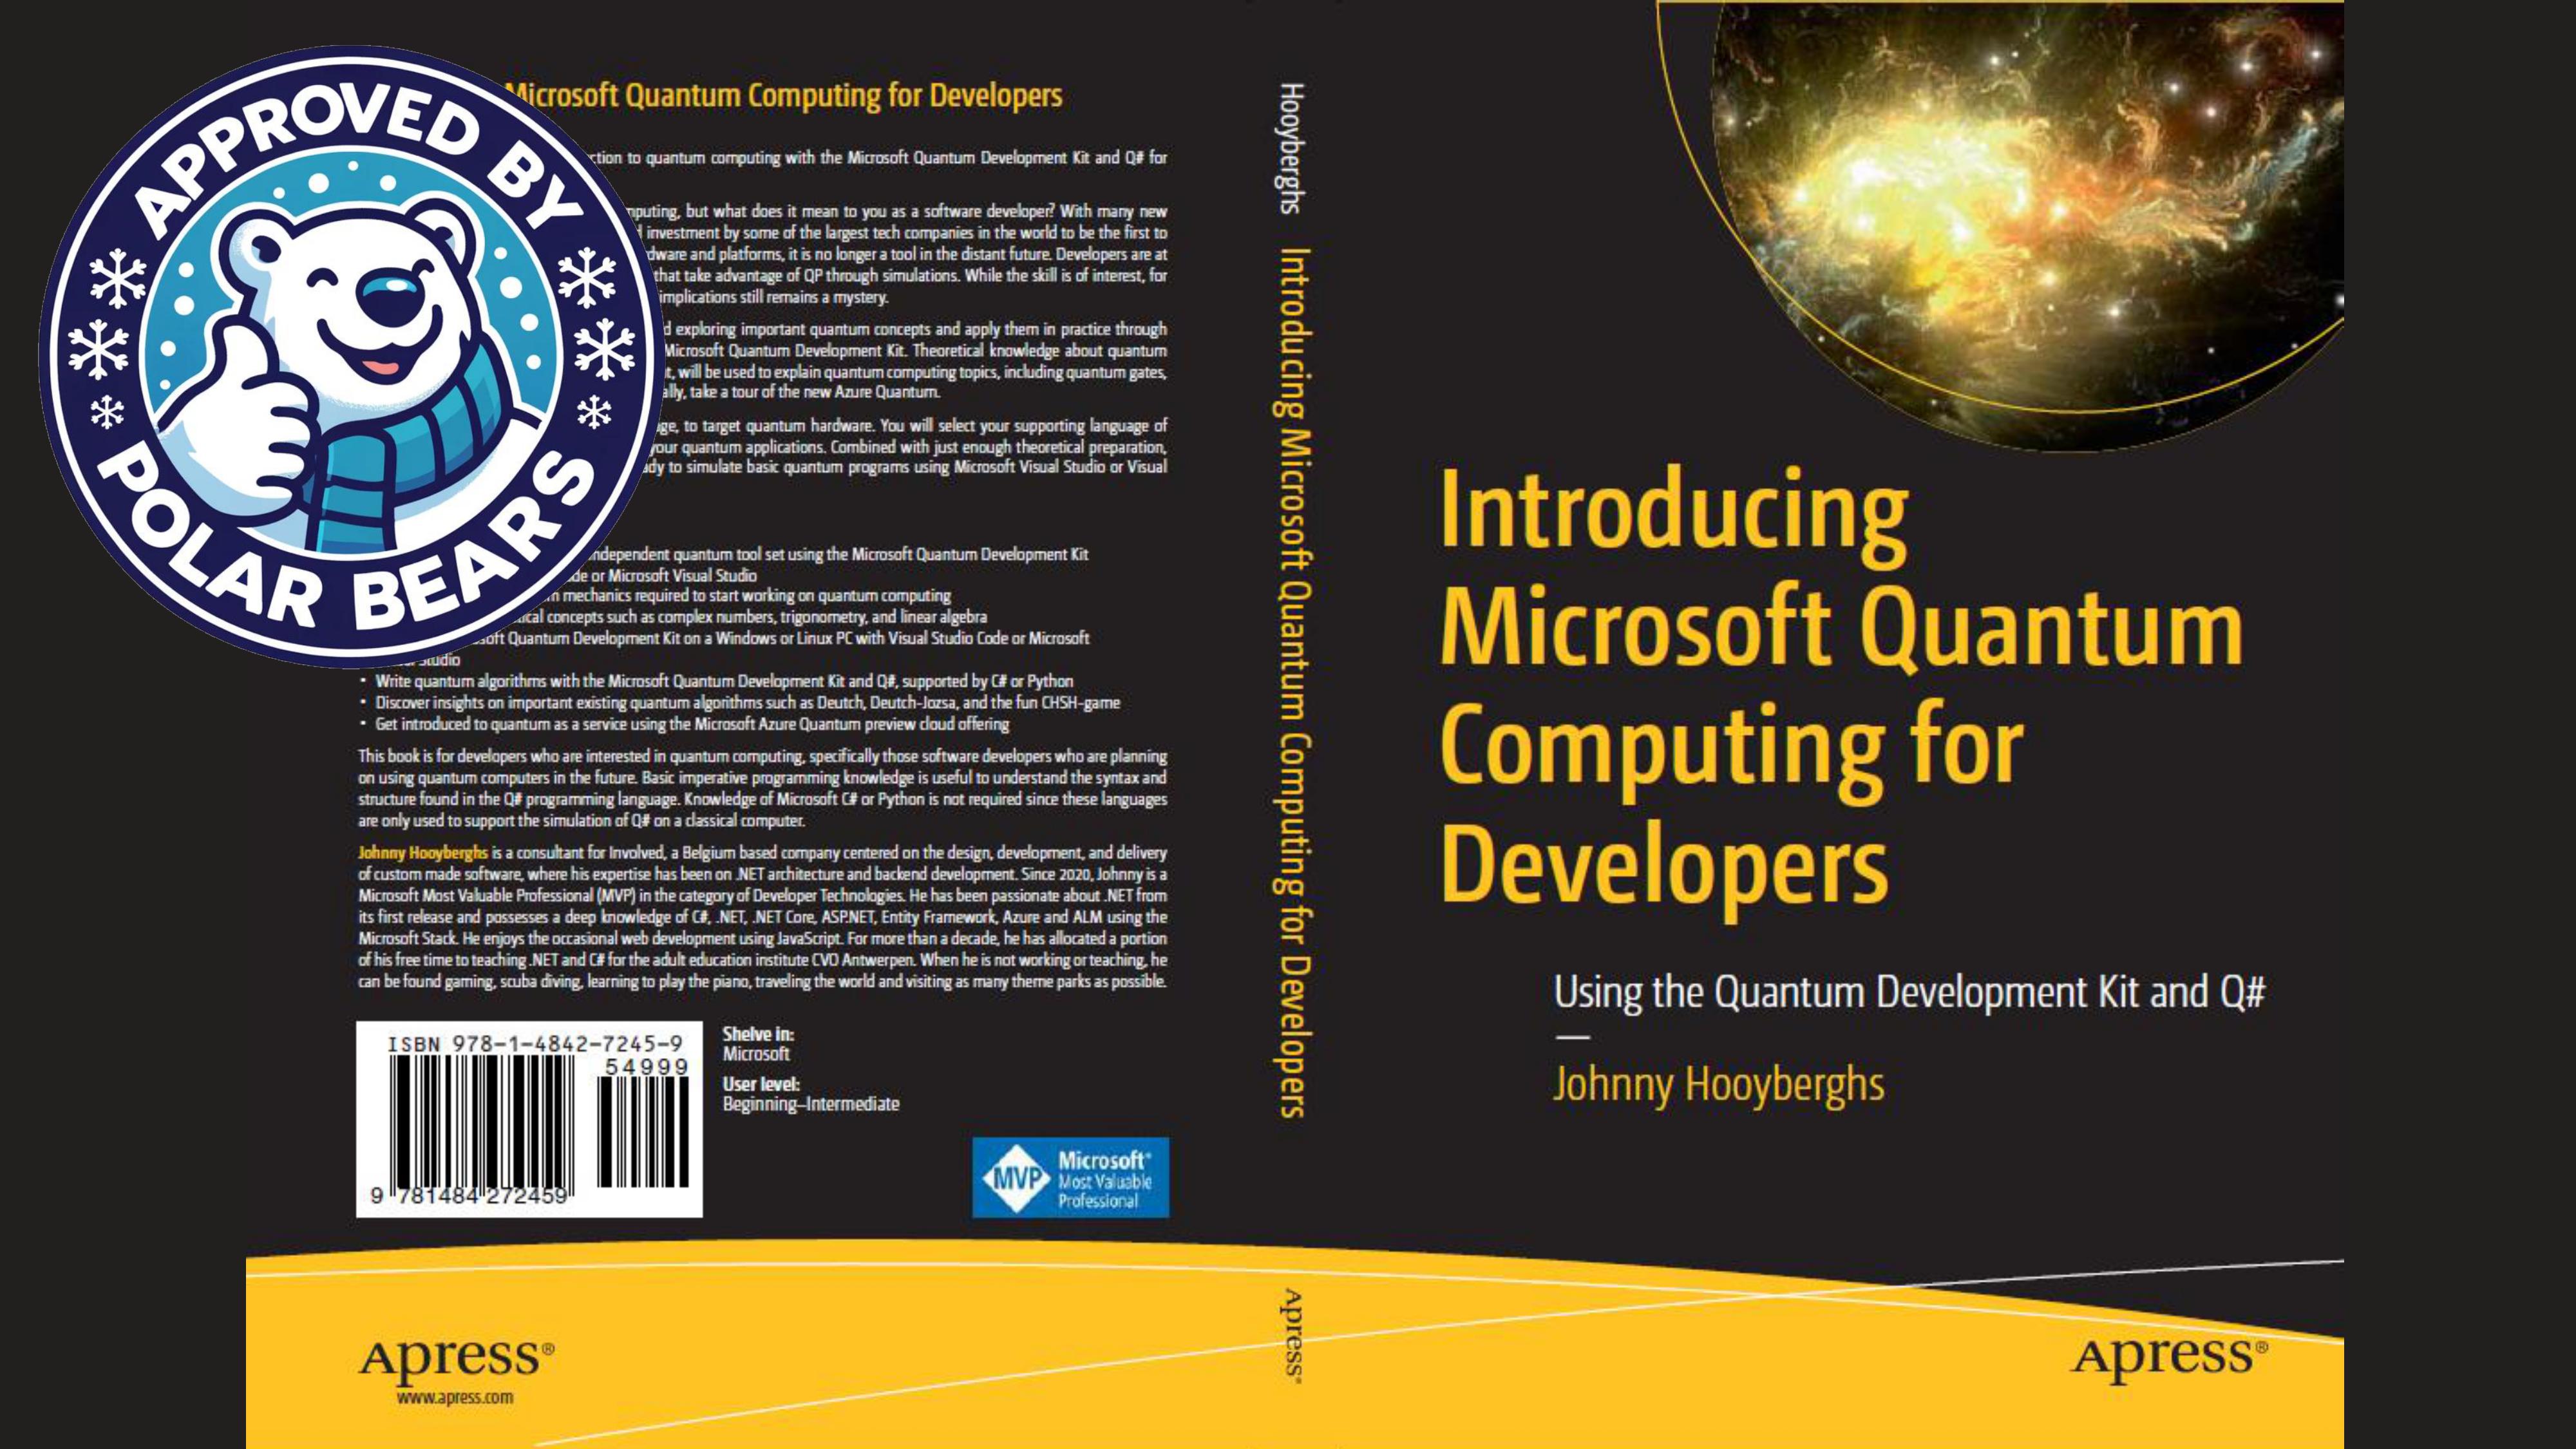 APPROVED BY
POLAR BEARS
Microsoft Quantum Computing for Developers
to quantum computing with the Microsoft Quantum Development Kit and Q# for
but what does it mean to you as a software developer? With many new
investment by some of the largest tech companies in the world to be the first to
and platforms, it is no longer a tool in the distant future. Developers are at
that take advantage of QP through simulations. While the skill is of interest, for
implications still remains a mystery.
exploring important quantum concepts and apply them in practice through
Microsoft Quantum Development Kit. Theoretical knowledge about quantum
will be used to explain quantum computing topics, including quantum gates,
take a tour of the new Azure Quantum.
to target quantum hardware. You will select your supporting language of
your quantum applications. Combined with just enough theoretical preparation,
to simulate basic quantum programs using Microsoft Visual Studio or Visual
independent quantum tool set using the Microsoft Quantum Development Kit
or Microsoft Visual Studio
mechanics required to start working on quantum computing
concepts such as complex numbers, trigonometry, and linear algebra
Quantum Development Kit on a Windows or Linux PC with Visual Studio Code or Microsoft
Studio
• Write quantum algorithms with the Microsoft Quantum Development Kit and Q#, supported by C# or Python
• Discover insights on important existing quantum algorithms such as Deutch, Deutch-Jozsa, and the fun CHSH-game
• Get introduced to quantum as a service using the Microsoft Azure Quantum preview cloud offering
This book is for developers who are interested in quantum computing, specifically those software developers who are planning
on using quantum computers in the future. Basic imperative programming knowledge is useful to understand the syntax and
structure found in the Q# programming language. Knowledge of Microsoft C# or Python is not required since these languages
are only used to support the simulation of Q# on a classical computer.
Johnny Hooyberghs is a consultant for Involved, a Belgium based company centered on the design, development, and delivery
of custom made software, where his expertise has been on .NET architecture and backend development. Since 2020, Johnny is a
Microsoft Most Valuable Professional (MVP) in the category of Developer Technologies. He has been passionate about .NET from
its first release and possesses a deep knowledge of C#, .NET, .NET Core, ASP.NET, Entity Framework, Azure and ALM using the
Microsoft Stack. He enjoys the occasional web development using JavaScript. For more than a decade, he has allocated a portion
of his free time to teaching .NET and C# for the adult education institute CVO Antwerpen. When he is not working or teaching, he
can be found gaming, scuba diving, learning to play the piano, traveling the world and visiting as many theme parks as possible.
ISBN 978-1-4842-7245-9
54999
9 781484 272459
Shelve in:
Microsoft
User level:
Beginning–Intermediate
MVP
Microsoft®
Most Valuable
Professional
Apress®
www.apress.com
Hooyberghs Introducing Microsoft Quantum Computing for Developers
Apress®
Introducing
Microsoft Quantum
Computing for
Developers
Using the Quantum Development Kit and Q#
Johnny Hooyberghs
Apress®